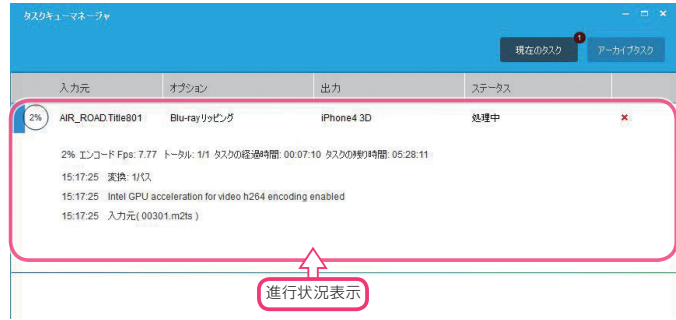 タスクキューマネージャ
1
現在のタスク アーカイブタスク
入力元 オプション 出力 ステータス
2% AIR_ROAD.Title801 Blu-rayリッピング iPhone4 3D 処理中
2% エンコードFps: 7.77 トータル: 1/1 タスクの経過時間: 00:07:10 タスクの残り時間: 05:28:11
15:17:25 変換: 1パス
15:17:25 Intel GPU acceleration for video h264 encoding enabled
15:17:25 入力元( 00301.m2ts )
進行状況表示